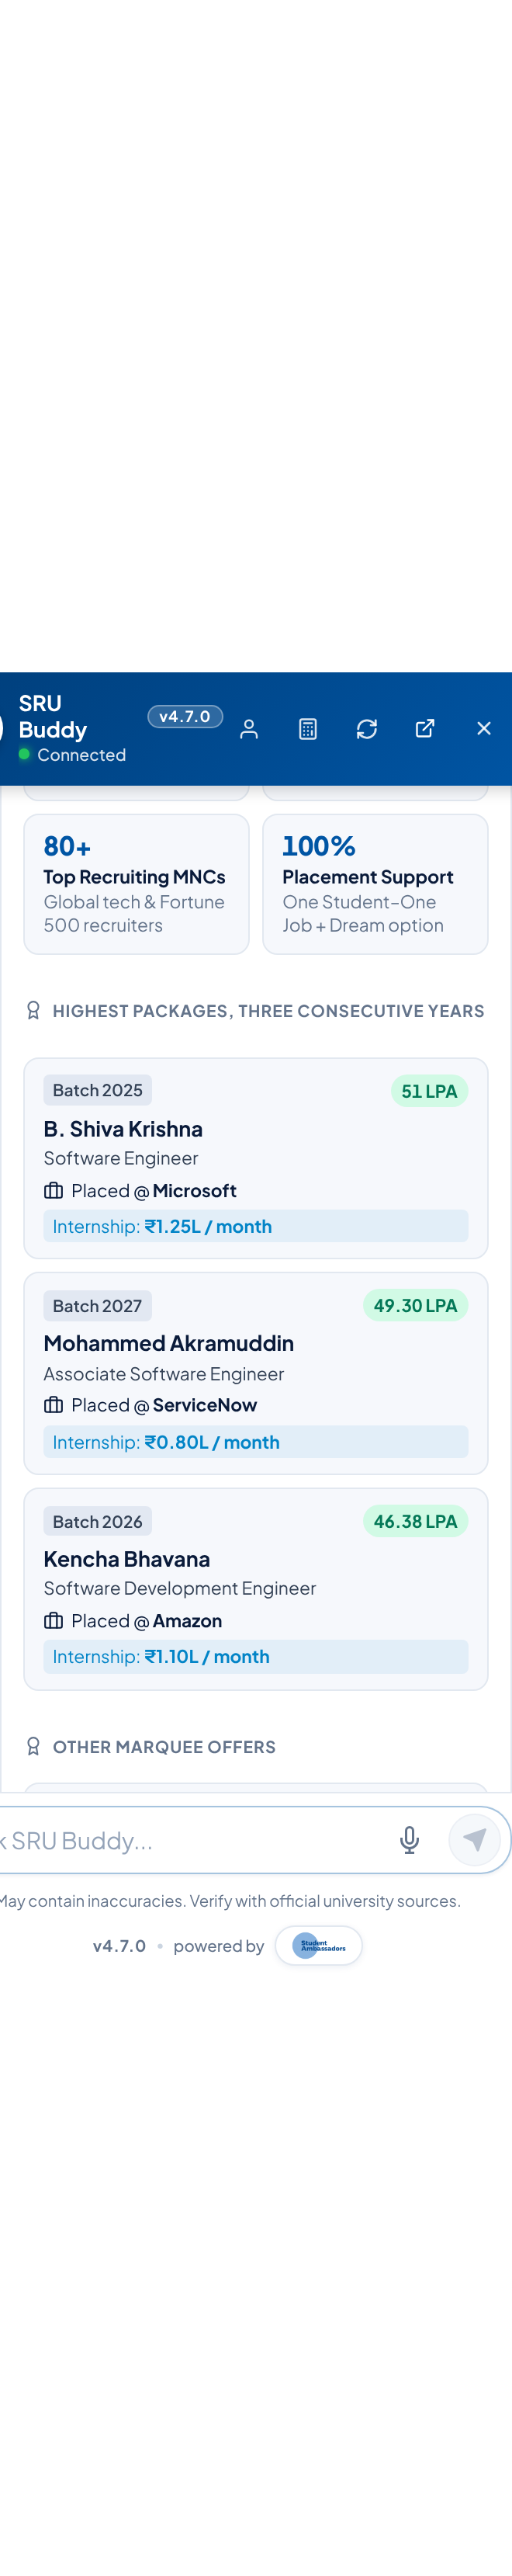 SRU
Buddy
v4.7.0
Connected
80+
Top Recruiting MNCs
Global tech & Fortune
500 recruiters
100%
Placement Support
One Student–One
Job + Dream option
HIGHEST PACKAGES, THREE CONSECUTIVE YEARS
Batch 2025
51 LPA
B. Shiva Krishna
Software Engineer
Placed @ Microsoft
Internship: ₹1.25L / month
Batch 2027
49.30 LPA
Mohammed Akramuddin
Associate Software Engineer
Placed @ ServiceNow
Internship: ₹0.80L / month
Batch 2026
46.38 LPA
Kencha Bhavana
Software Development Engineer
Placed @ Amazon
Internship: ₹1.10L / month
OTHER MARQUEE OFFERS
k SRU Buddy...
May contain inaccuracies. Verify with official university sources.
v4.7.0 • powered by
Student
Ambassadors